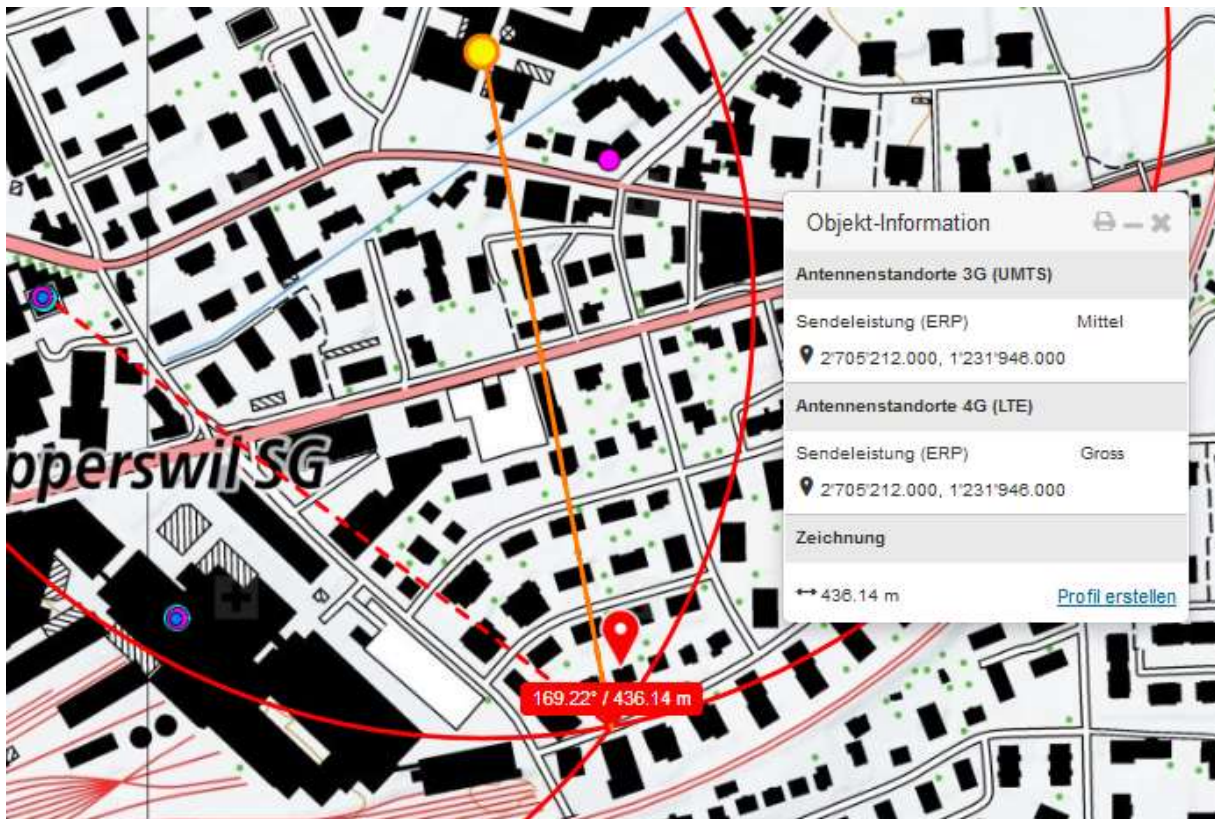 Objekt-Information
Antennenstandorte 3G (UMTS)
Sendeleistung (ERP) Mittel
2'705'212.000, 1'231'946.000
Antennenstandorte 4G (LTE)
Sendeleistung (ERP) Gross
2'705'212.000, 1'231'946.000
Zeichnung
436.14 m Profil erstellen
pperswil SG
169.22° / 436.14 m